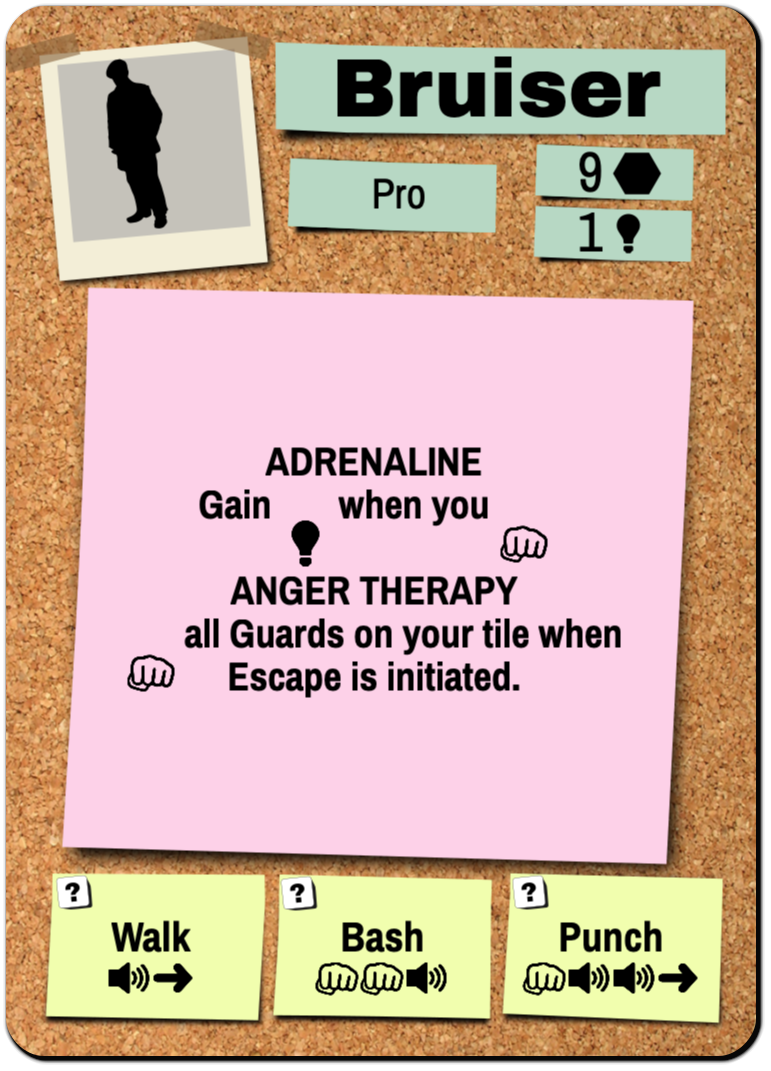 Bruiser
Pro
9
1
ADRENALINE
Gain when you
ANGER THERAPY
all Guards on your tile when
Escape is initiated.
?
Walk
?
Bash
?
Punch